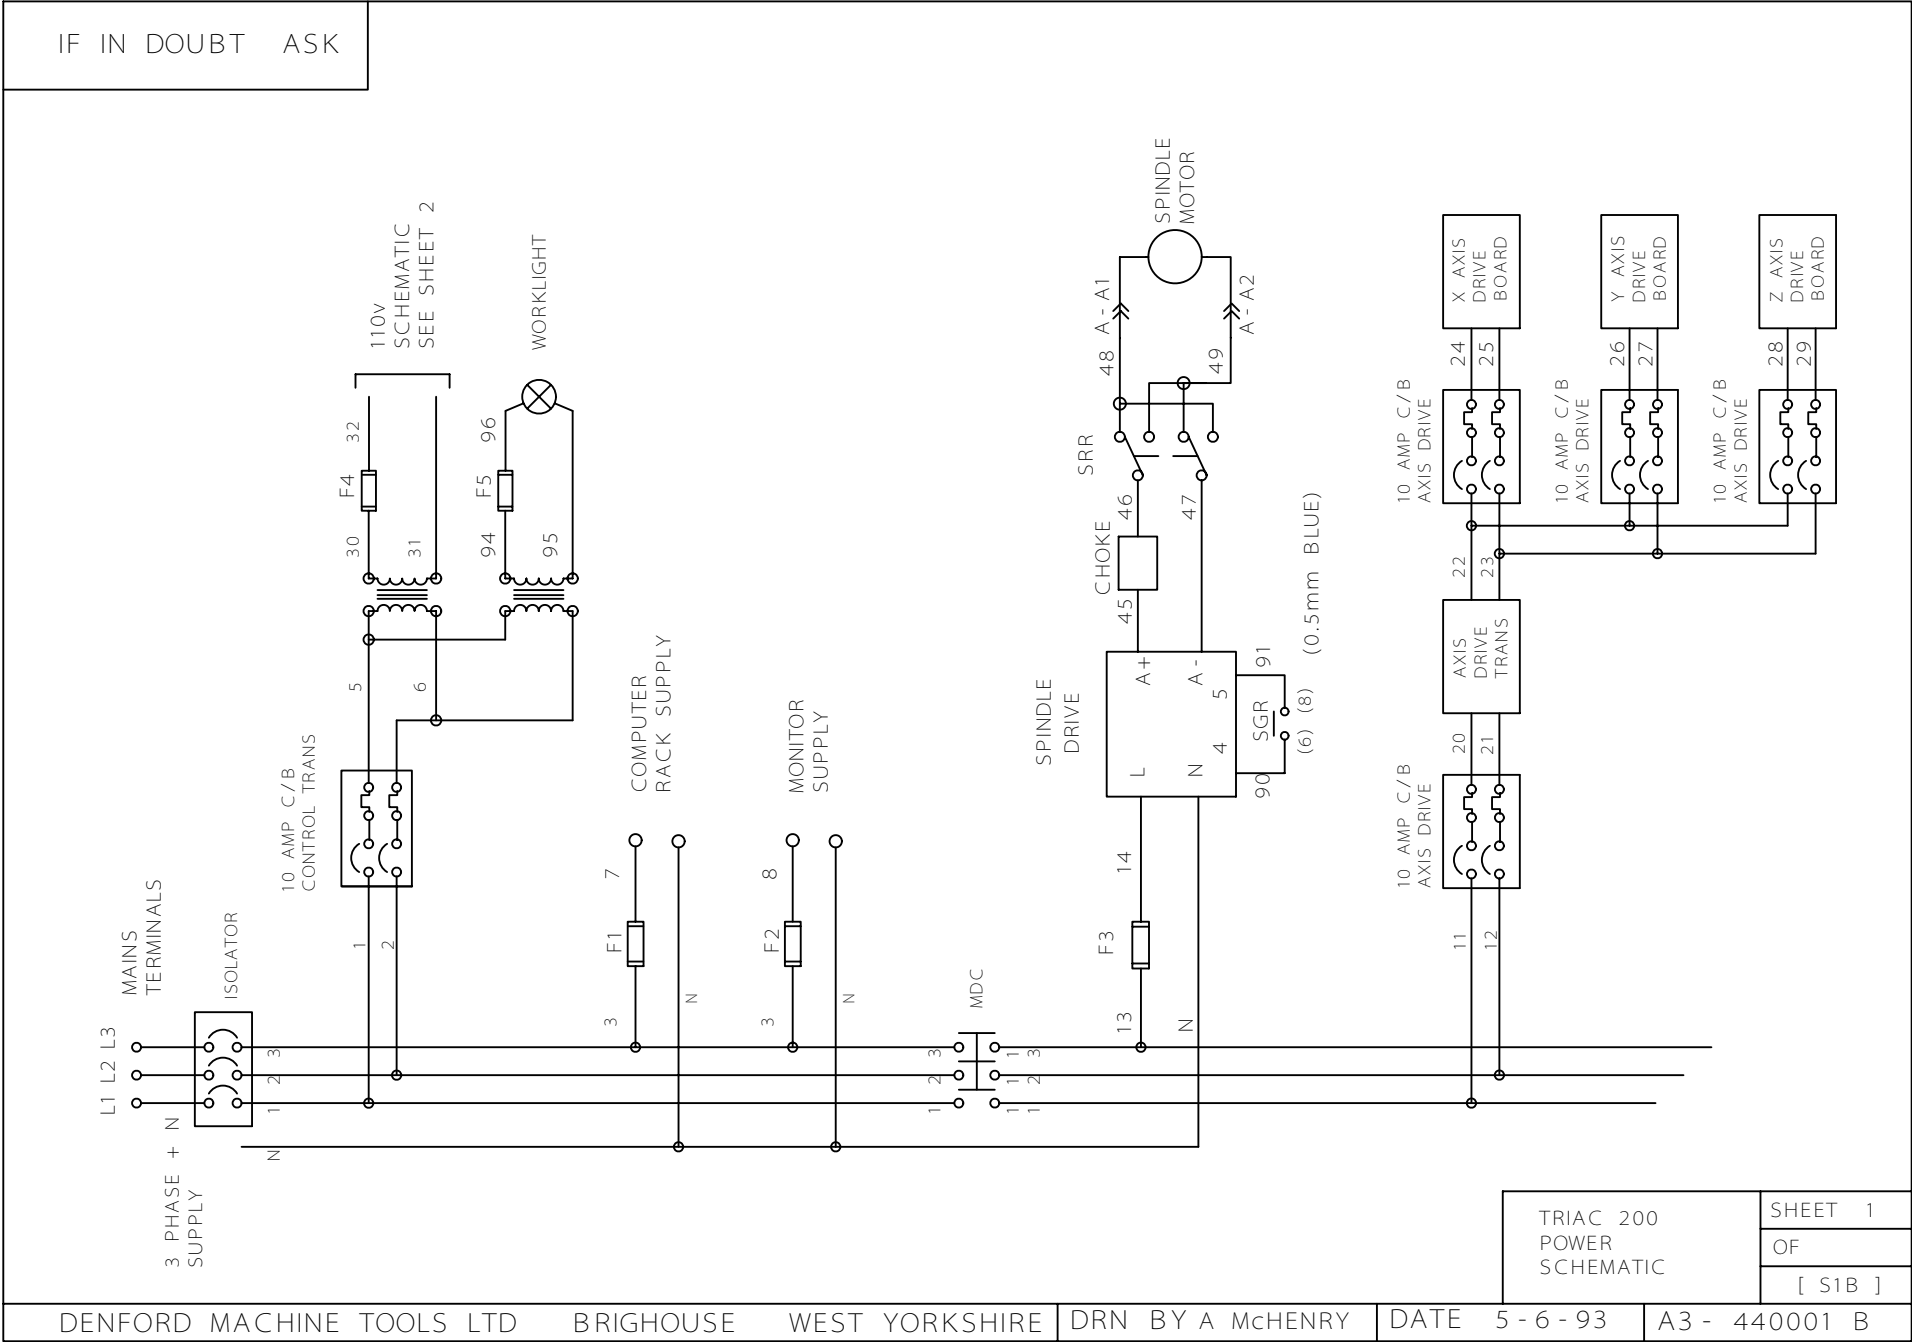 IF IN DOUBT ASK
MAINS
TERMINALS
L1 L2 L3
3 PHASE + N
SUPPLY
ISOLATOR
1
2
3
N
10 AMP C/B
CONTROL TRANS
1
2
5
6
30
31
F4
32
110v
SCHEMATIC
SEE SHEET 2
94
95
F5
96
WORKLIGHT
COMPUTER
RACK SUPPLY
3
F1
7
N
MONITOR
SUPPLY
3
F2
8
N
MDC
1
2
3
1 1
1 2
1 3
13
F3
14
N
SPINDLE
DRIVE
L
N
A+
A-
4
5
90
91
SGR
(6) (8)
(0.5mm BLUE)
45
CHOKE
46
47
SRR
48
49
A - A1
A - A2
SPINDLE
MOTOR
11
12
10 AMP C/B
AXIS DRIVE
20
21
AXIS
DRIVE
TRANS
22
23
10 AMP C/B
AXIS DRIVE
24
25
X AXIS
DRIVE
BOARD
10 AMP C/B
AXIS DRIVE
26
27
Y AXIS
DRIVE
BOARD
10 AMP C/B
AXIS DRIVE
28
29
Z AXIS
DRIVE
BOARD
TRIAC 200
POWER
SCHEMATIC
SHEET 1
OF
[ S1B ]
DENFORD MACHINE TOOLS LTD BRIGHOUSE WEST YORKSHIRE
DRN BY A McHENRY
DATE 5-6-93
A3 - 440001 B